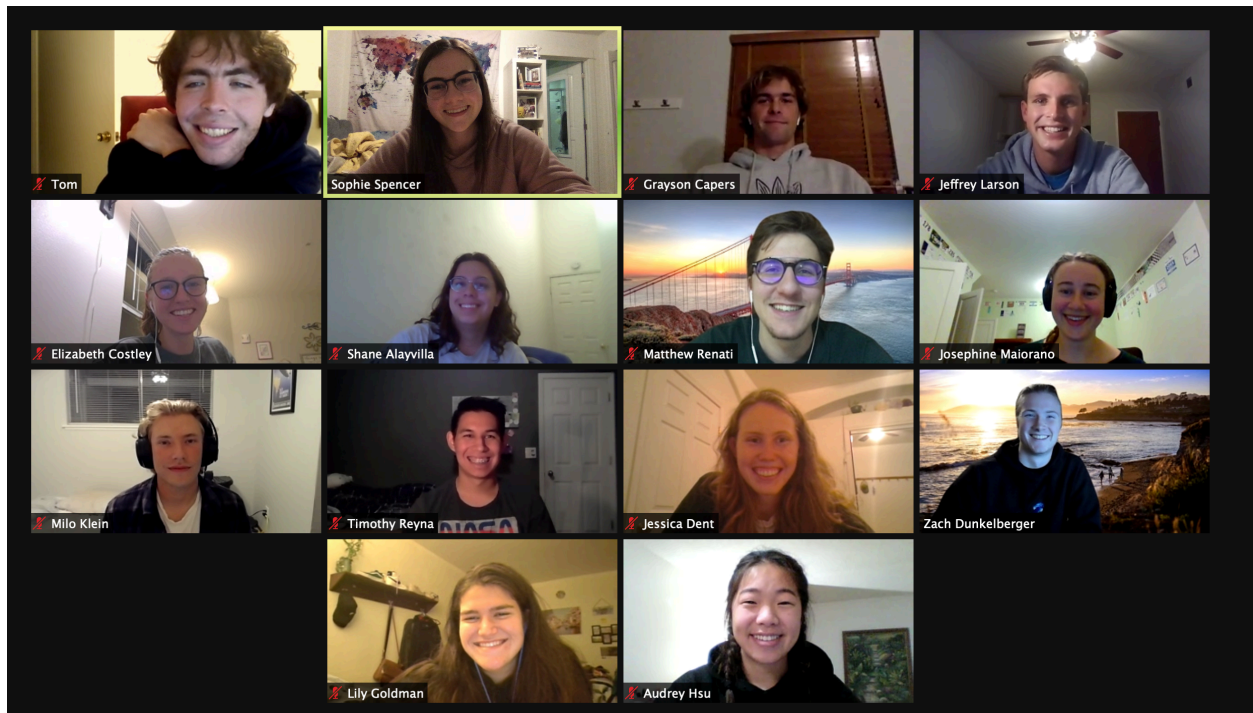 Tom
Sophie Spencer
Grayson Capers
Jeffrey Larson
Elizabeth Costley
Shane Alayvilla
Matthew Renati
Josephine Maiorano
Milo Klein
Timothy Reyna
Jessica Dent
Zach Dunkelberger
Lily Goldman
Audrey Hsu